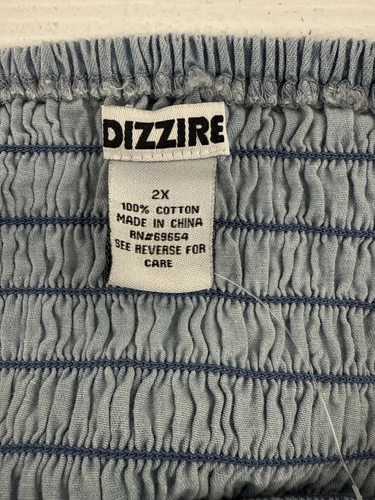 DIZZIRE
2X
100% COTTON
MADE IN CHINA
RN#69654
SEE REVERSE FOR
CARE